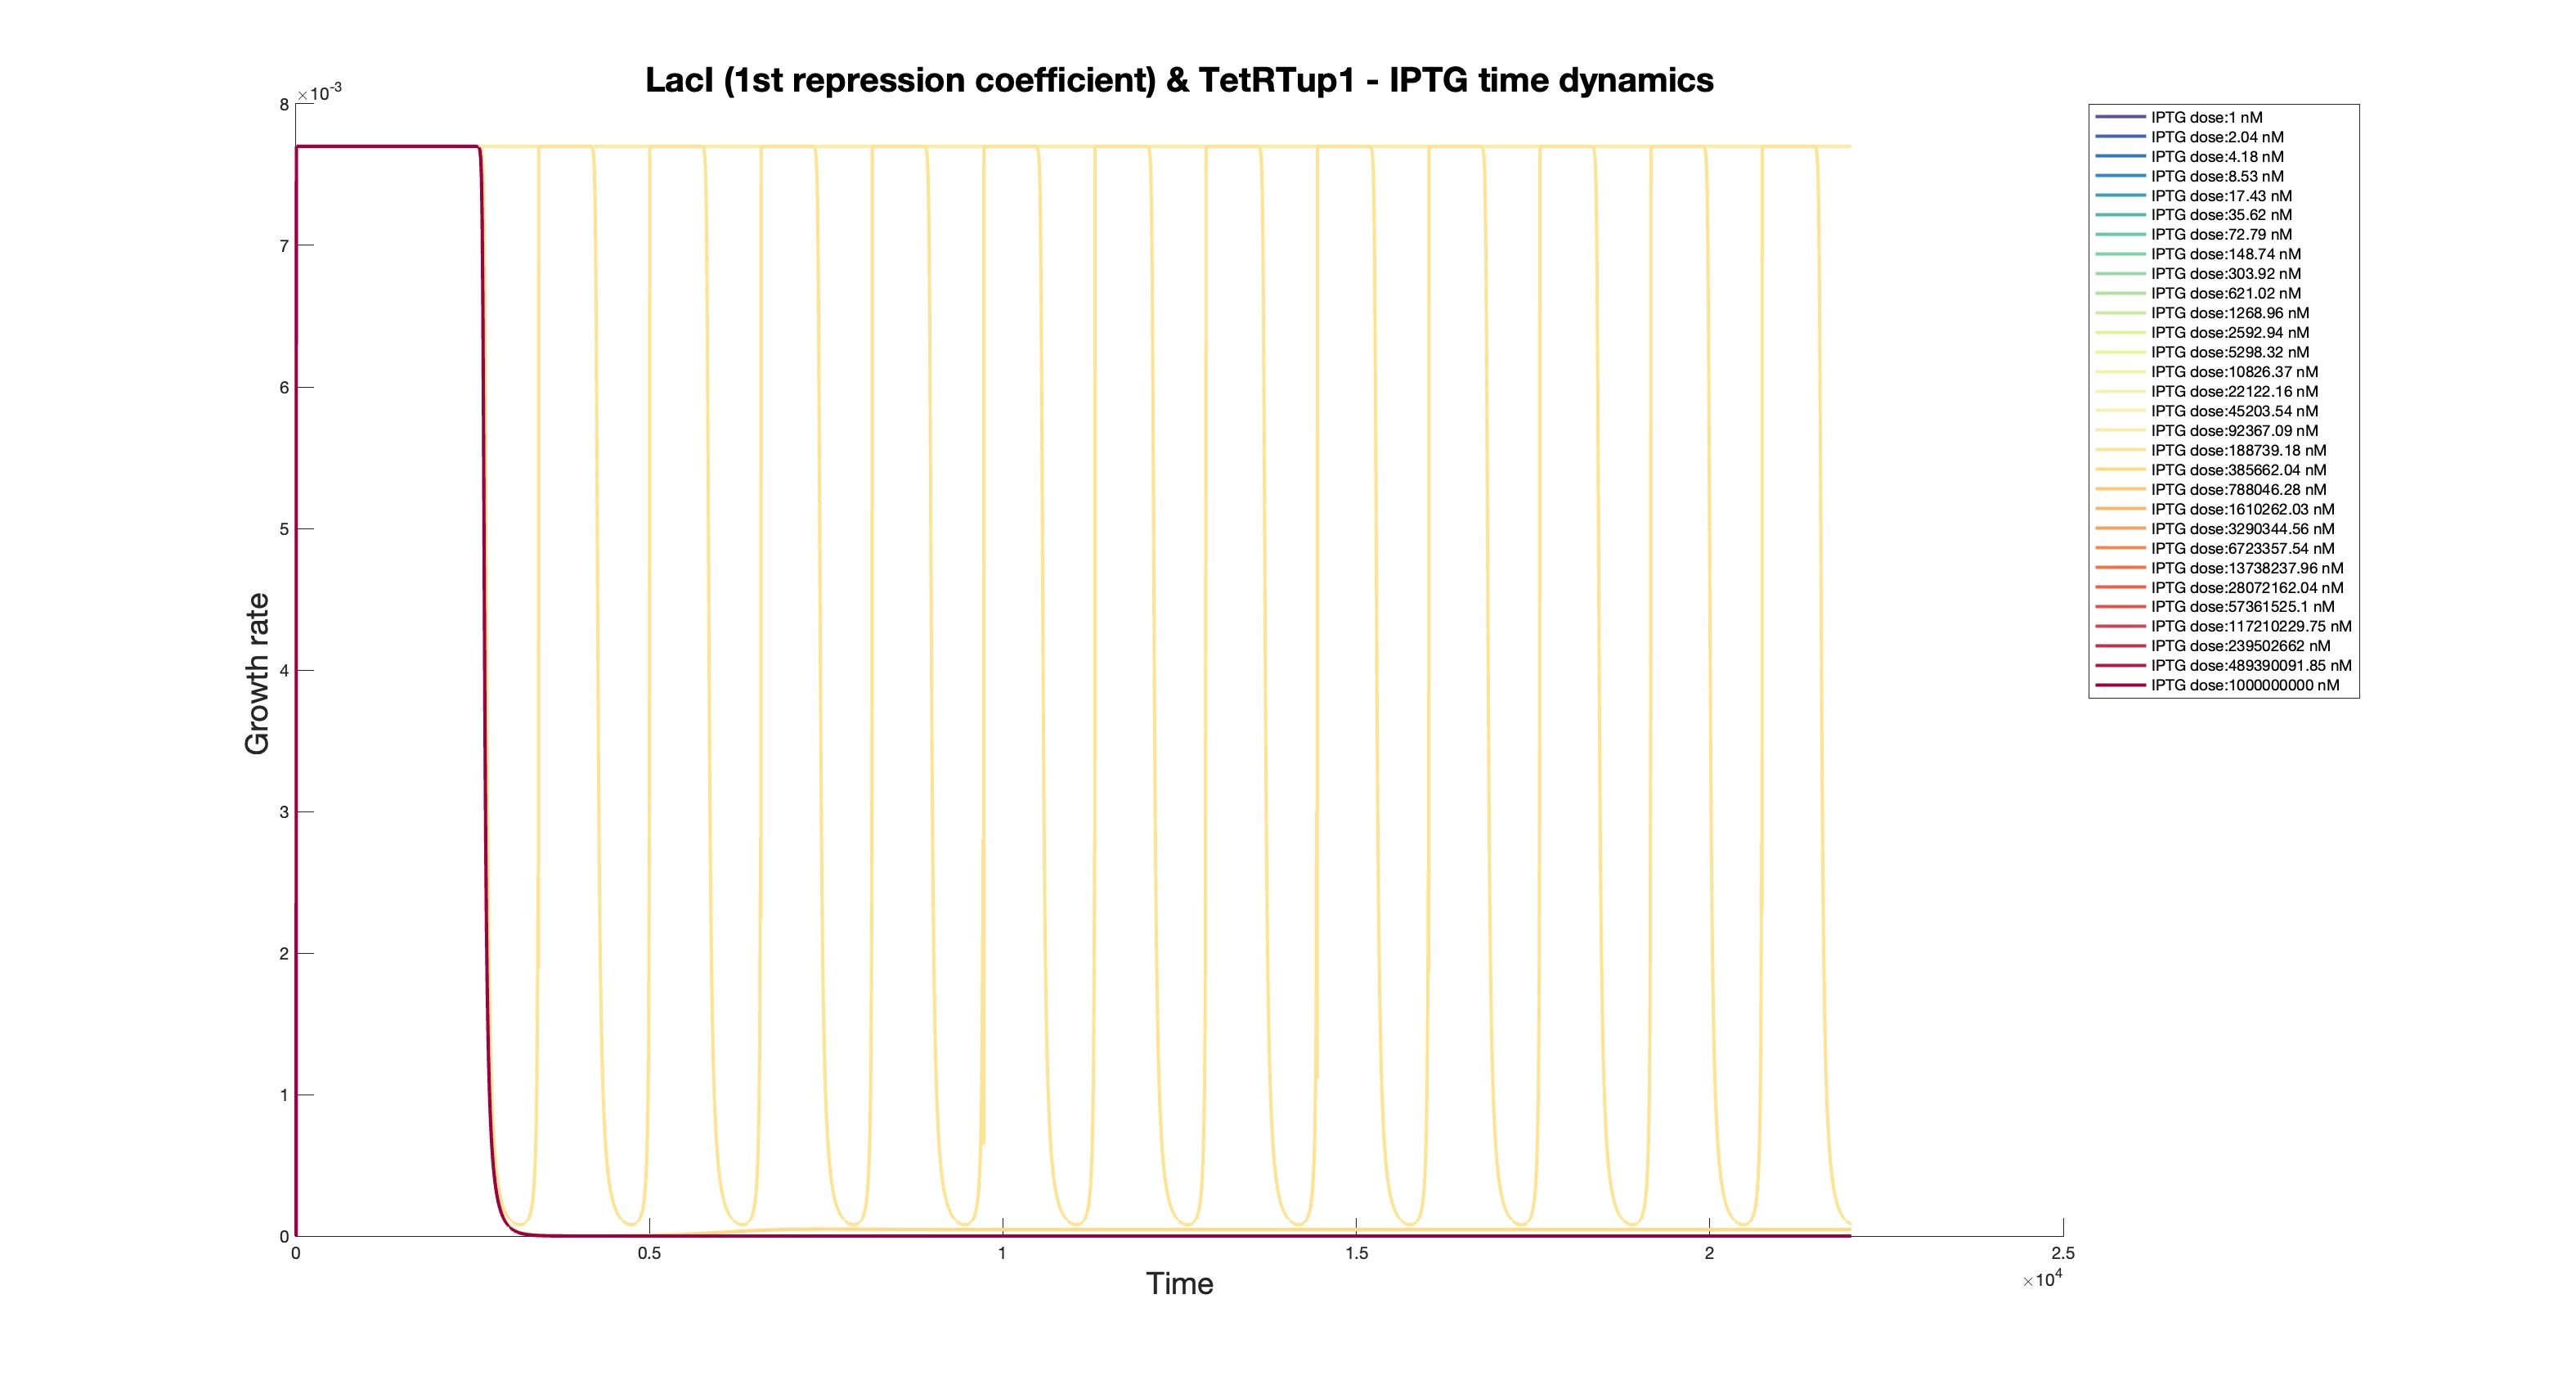 LacI (1st repression coefficient) & TetRTup1 - IPTG time dynamics
×10-3
8
7
6
5
4
3
2
1
0
Growth rate
0
0.5
1
1.5
2
2.5
×104
Time
IPTG dose:1 nM
IPTG dose:2.04 nM
IPTG dose:4.18 nM
IPTG dose:8.53 nM
IPTG dose:17.43 nM
IPTG dose:35.62 nM
IPTG dose:72.79 nM
IPTG dose:148.74 nM
IPTG dose:303.92 nM
IPTG dose:621.02 nM
IPTG dose:1268.96 nM
IPTG dose:2592.94 nM
IPTG dose:5298.32 nM
IPTG dose:10826.37 nM
IPTG dose:22122.16 nM
IPTG dose:45203.54 nM
IPTG dose:92367.09 nM
IPTG dose:188739.18 nM
IPTG dose:385662.04 nM
IPTG dose:788046.28 nM
IPTG dose:1610262.03 nM
IPTG dose:3290344.56 nM
IPTG dose:6723357.54 nM
IPTG dose:13738237.96 nM
IPTG dose:28072162.04 nM
IPTG dose:57361525.1 nM
IPTG dose:117210229.75 nM
IPTG dose:239502662 nM
IPTG dose:489390091.85 nM
IPTG dose:1000000000 nM